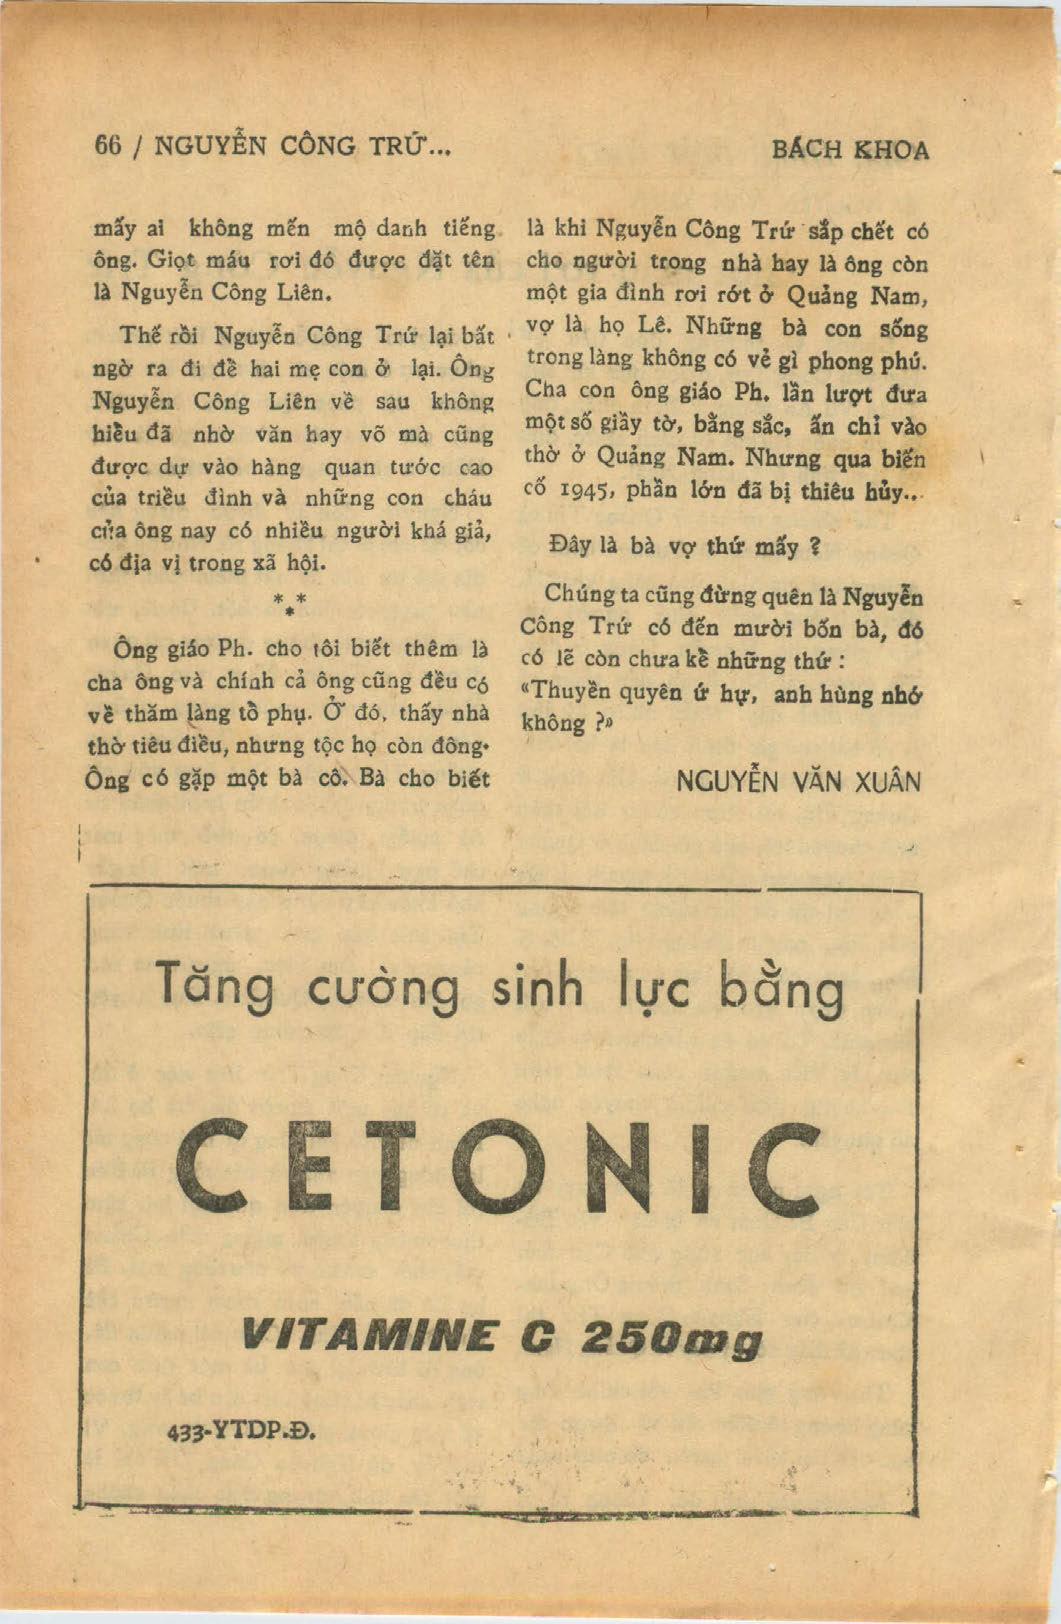 66 / NGUYỄN CÔNG TRỨ...
BÁCH KHOA
mấy ai không mến mộ danh tiếng
ông. Giọt máu rơi đó được đặt tên
là Nguyễn Công Liên.
Thế rồi Nguyễn Công Trứ lại bất
ngờ ra đi để hai mẹ con ở lại. Ông
Nguyễn Công Liên về sau không
hiểu đã nhờ văn hay võ mà cũng
được dự vào hàng quan tước cao
của triều đình và những con cháu
của ông nay có nhiều người khá giả,
có địa vị trong xã hội.
***
Ông giáo Ph. cho tôi biết thêm là
cha ông và chính cả ông cũng đều có
về thăm làng tổ phụ. Ở đó, thấy nhà
thờ tiêu điều, nhưng tộc họ còn đông.
Ông có gặp một bà cô. Bà cho biết
là khi Nguyễn Công Trứ sắp chết có
cho người trong nhà hay là ông còn
một gia đình rơi rớt ở Quảng Nam,
vợ là họ Lê. Những bà con sống
trong làng không có vẻ gì phong phú.
Cha con ông giáo Ph. lần lượt đưa
một số giấy tờ, bằng sắc, ấn chỉ vào
thờ ở Quảng Nam. Nhưng qua biến
cố 1945, phần lớn đã bị thiêu hủy...
Đây là bà vợ thứ mấy ?
Chúng ta cũng đừng quên là Nguyễn
Công Trứ có đến mười bốn bà, đó
có lẽ còn chưa kể những thứ :
«Thuyền quyên ứ hự, anh hùng nhớ
không ?»
NGUYỄN VĂN XUÂN
Tăng cường sinh lực bằng
CETONIC
VITAMINE C 250mg
433-YTDP.Đ.